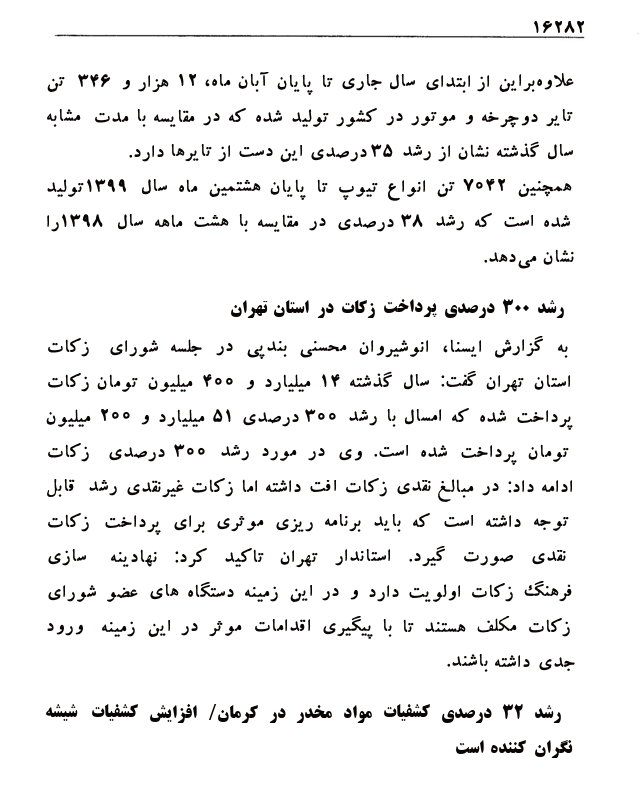 ۱۶۲۸۲
علاوه‌براین از ابتدای سال جاری تا پایان آبان ماه، ۱۲ هزار و ۳۴۶ تن
تایر دوچرخه و موتور در کشور تولید شده که در مقایسه با مدت مشابه
سال گذشته نشان از رشد ۳۵ درصدی این دست از تایرها دارد.
همچنین ۷۰۴۲ تن انواع تیوپ تا پایان هشتمین ماه سال ۱۳۹۹تولید
شده است که رشد ۳۸ درصدی در مقایسه با هشت ماهه سال ۱۳۹۸را
نشان می‌دهد.
رشد ۳۰۰ درصدی پرداخت زکات در استان تهران
به گزارش ایسنا، انوشیروان محسنی بندپی در جلسه شورای زکات
استان تهران گفت: سال گذشته ۱۴ میلیارد و ۴۰۰ میلیون تومان زکات
پرداخت شده که امسال با رشد ۳۰۰ درصدی ۵۱ میلیارد و ۲۰۰ میلیون
تومان پرداخت شده است. وی در مورد رشد ۳۰۰ درصدی زکات
ادامه داد: در مبالغ نقدی زکات افت داشته اما زکات غیرنقدی رشد قابل
توجه داشته است که باید برنامه ریزی موثری برای پرداخت زکات
نقدی صورت گیرد. استاندار تهران تاکید کرد: نهادینه سازی
فرهنگ زکات اولویت دارد و در این زمینه دستگاه های عضو شورای
زکات مکلف هستند تا با پیگیری اقدامات موثر در این زمینه ورود
جدی داشته باشند.
رشد ۳۲ درصدی کشفیات مواد مخدر در کرمان/ افزایش کشفیات شیشه
نگران کننده است